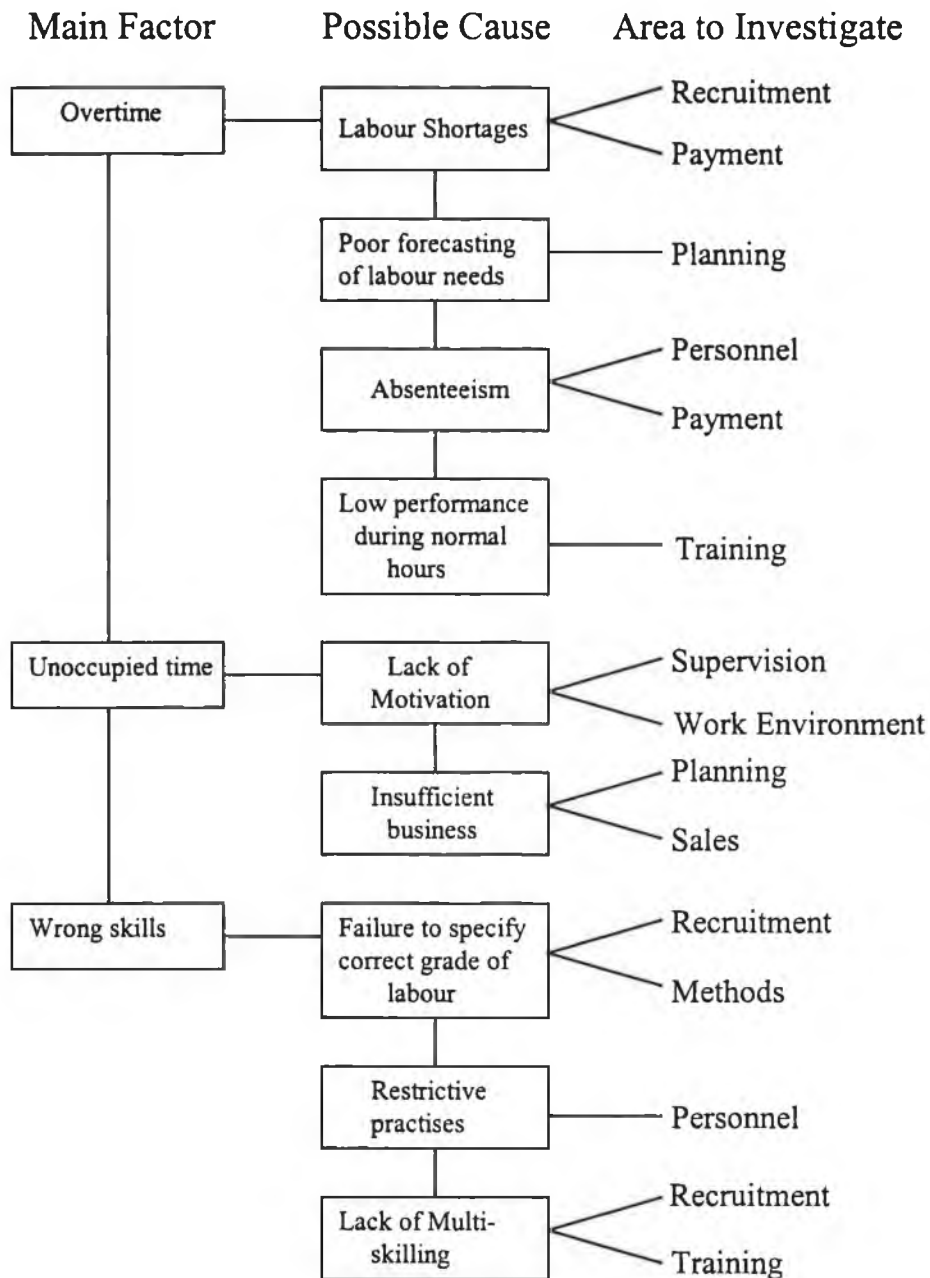 Main Factor Possible Cause Area to Investigate
Overtime
Labour Shortages
Recruitment
Payment
Poor forecasting
of labour needs
Planning
Absenteeism
Personnel
Payment
Low performance
during normal
hours
Training
Unoccupied time
Lack of
Motivation
Supervision
Work Environment
Insufficient
business
Planning
Sales
Wrong skills
Failure to specify
correct grade of
labour
Recruitment
Methods
Restrictive
practises
Personnel
Lack of Multi-
skilling
Recruitment
Training